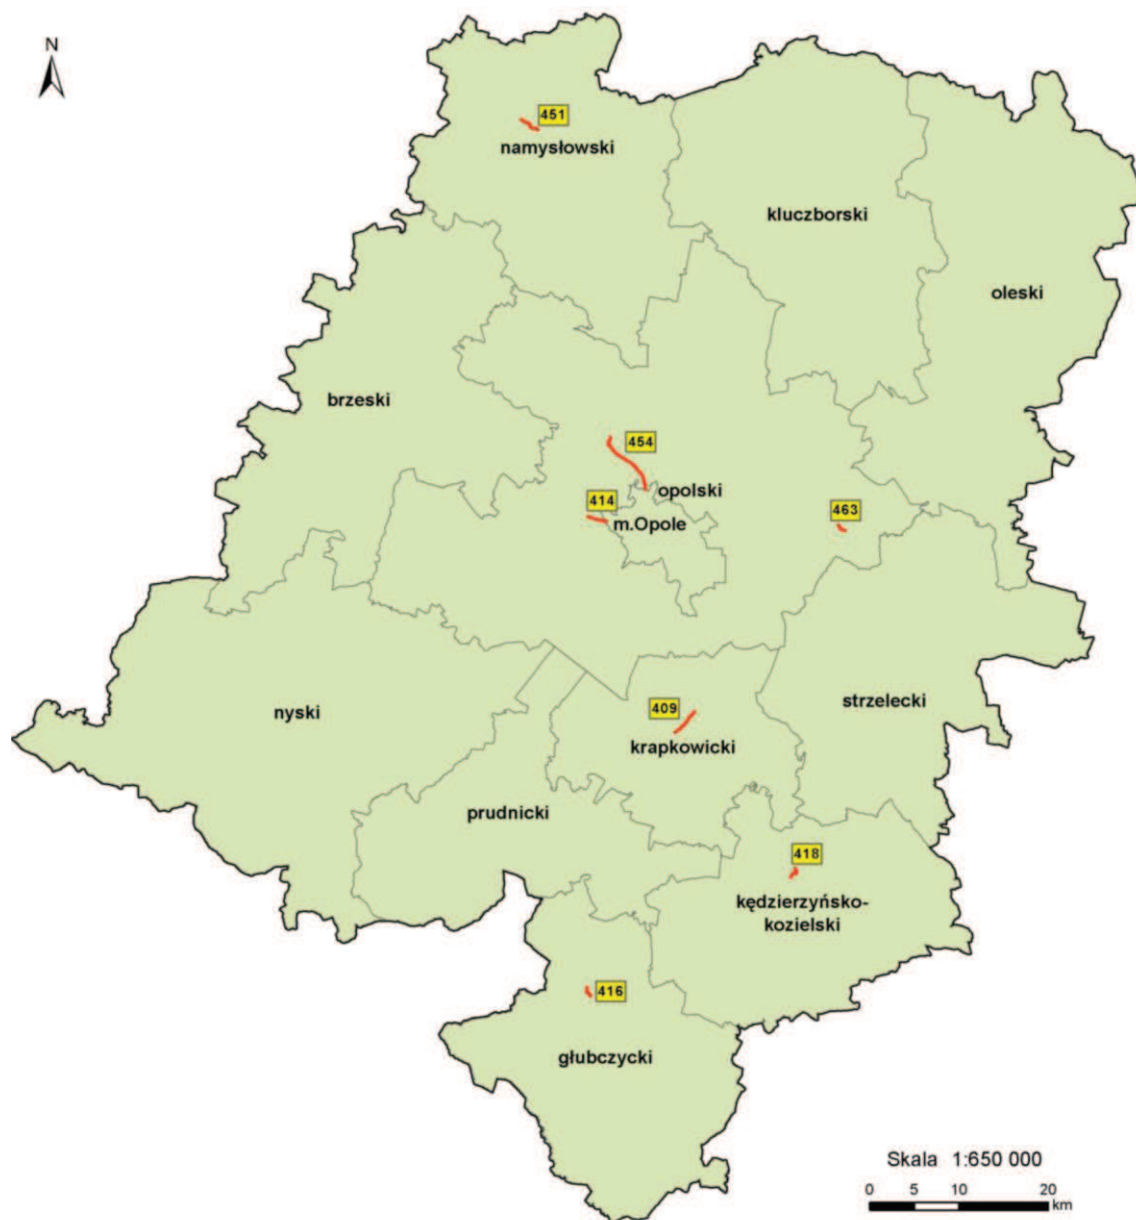 N
451
namysłowski
kluczborski
oleski
brzeski
454
opolski
414
m.Opole
463
nyski
409
krapkowicki
strzelecki
prudnicki
418
kędzierzyńsko-
kozielski
416
głubczycki
Skala 1:650 000
0 5 10 20
km